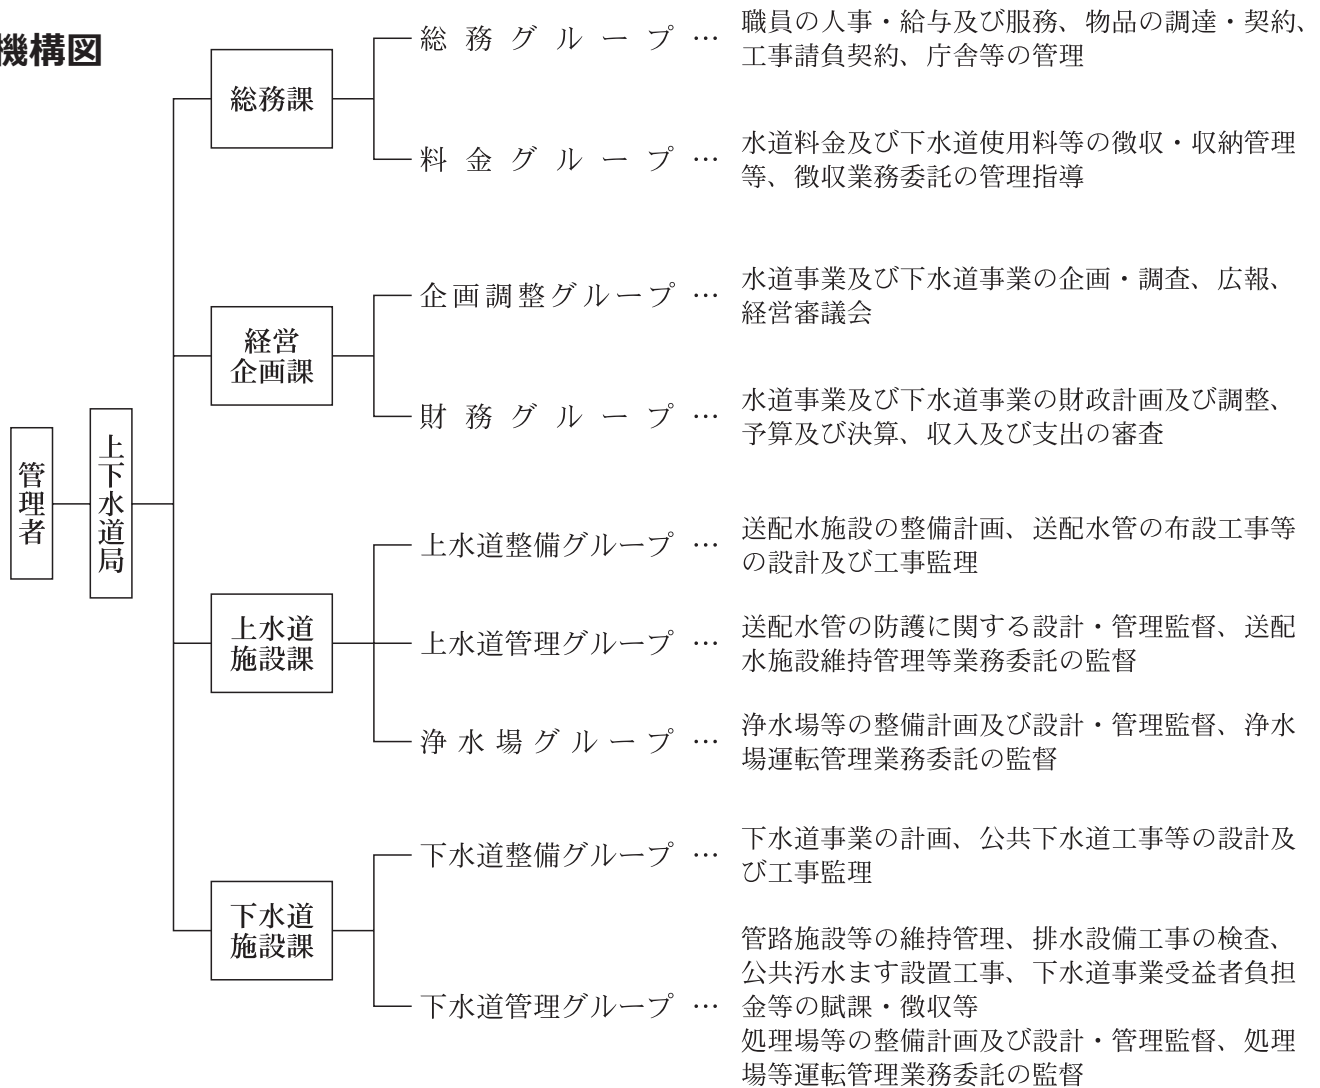 機構図
管理者
上下水道局
総務課
総務グループ … 職員の人事・給与及び服務、物品の調達・契約、
工事請負契約、庁舎等の管理
料金グループ … 水道料金及び下水道使用料等の徴収・収納管理
等、徴収業務委託の管理指導
経営
企画課
企画調整グループ … 水道事業及び下水道事業の企画・調査、広報、
経営審議会
財務グループ … 水道事業及び下水道事業の財政計画及び調整、
予算及び決算、収入及び支出の審査
上水道
施設課
上水道整備グループ … 送配水施設の整備計画、送配水管の布設工事等
の設計及び工事監理
上水道管理グループ … 送配水管の防護に関する設計・管理監督、送配
水施設維持管理等業務委託の監督
浄水場グループ … 浄水場等の整備計画及び設計・管理監督、浄水
場運転管理業務委託の監督
下水道
施設課
下水道整備グループ … 下水道事業の計画、公共下水道工事等の設計及
び工事監理
下水道管理グループ … 管路施設等の維持管理、排水設備工事の検査、
公共汚水ます設置工事、下水道事業受益者負担
金等の賦課・徴収等
処理場等の整備計画及び設計・管理監督、処理
場等運転管理業務委託の監督